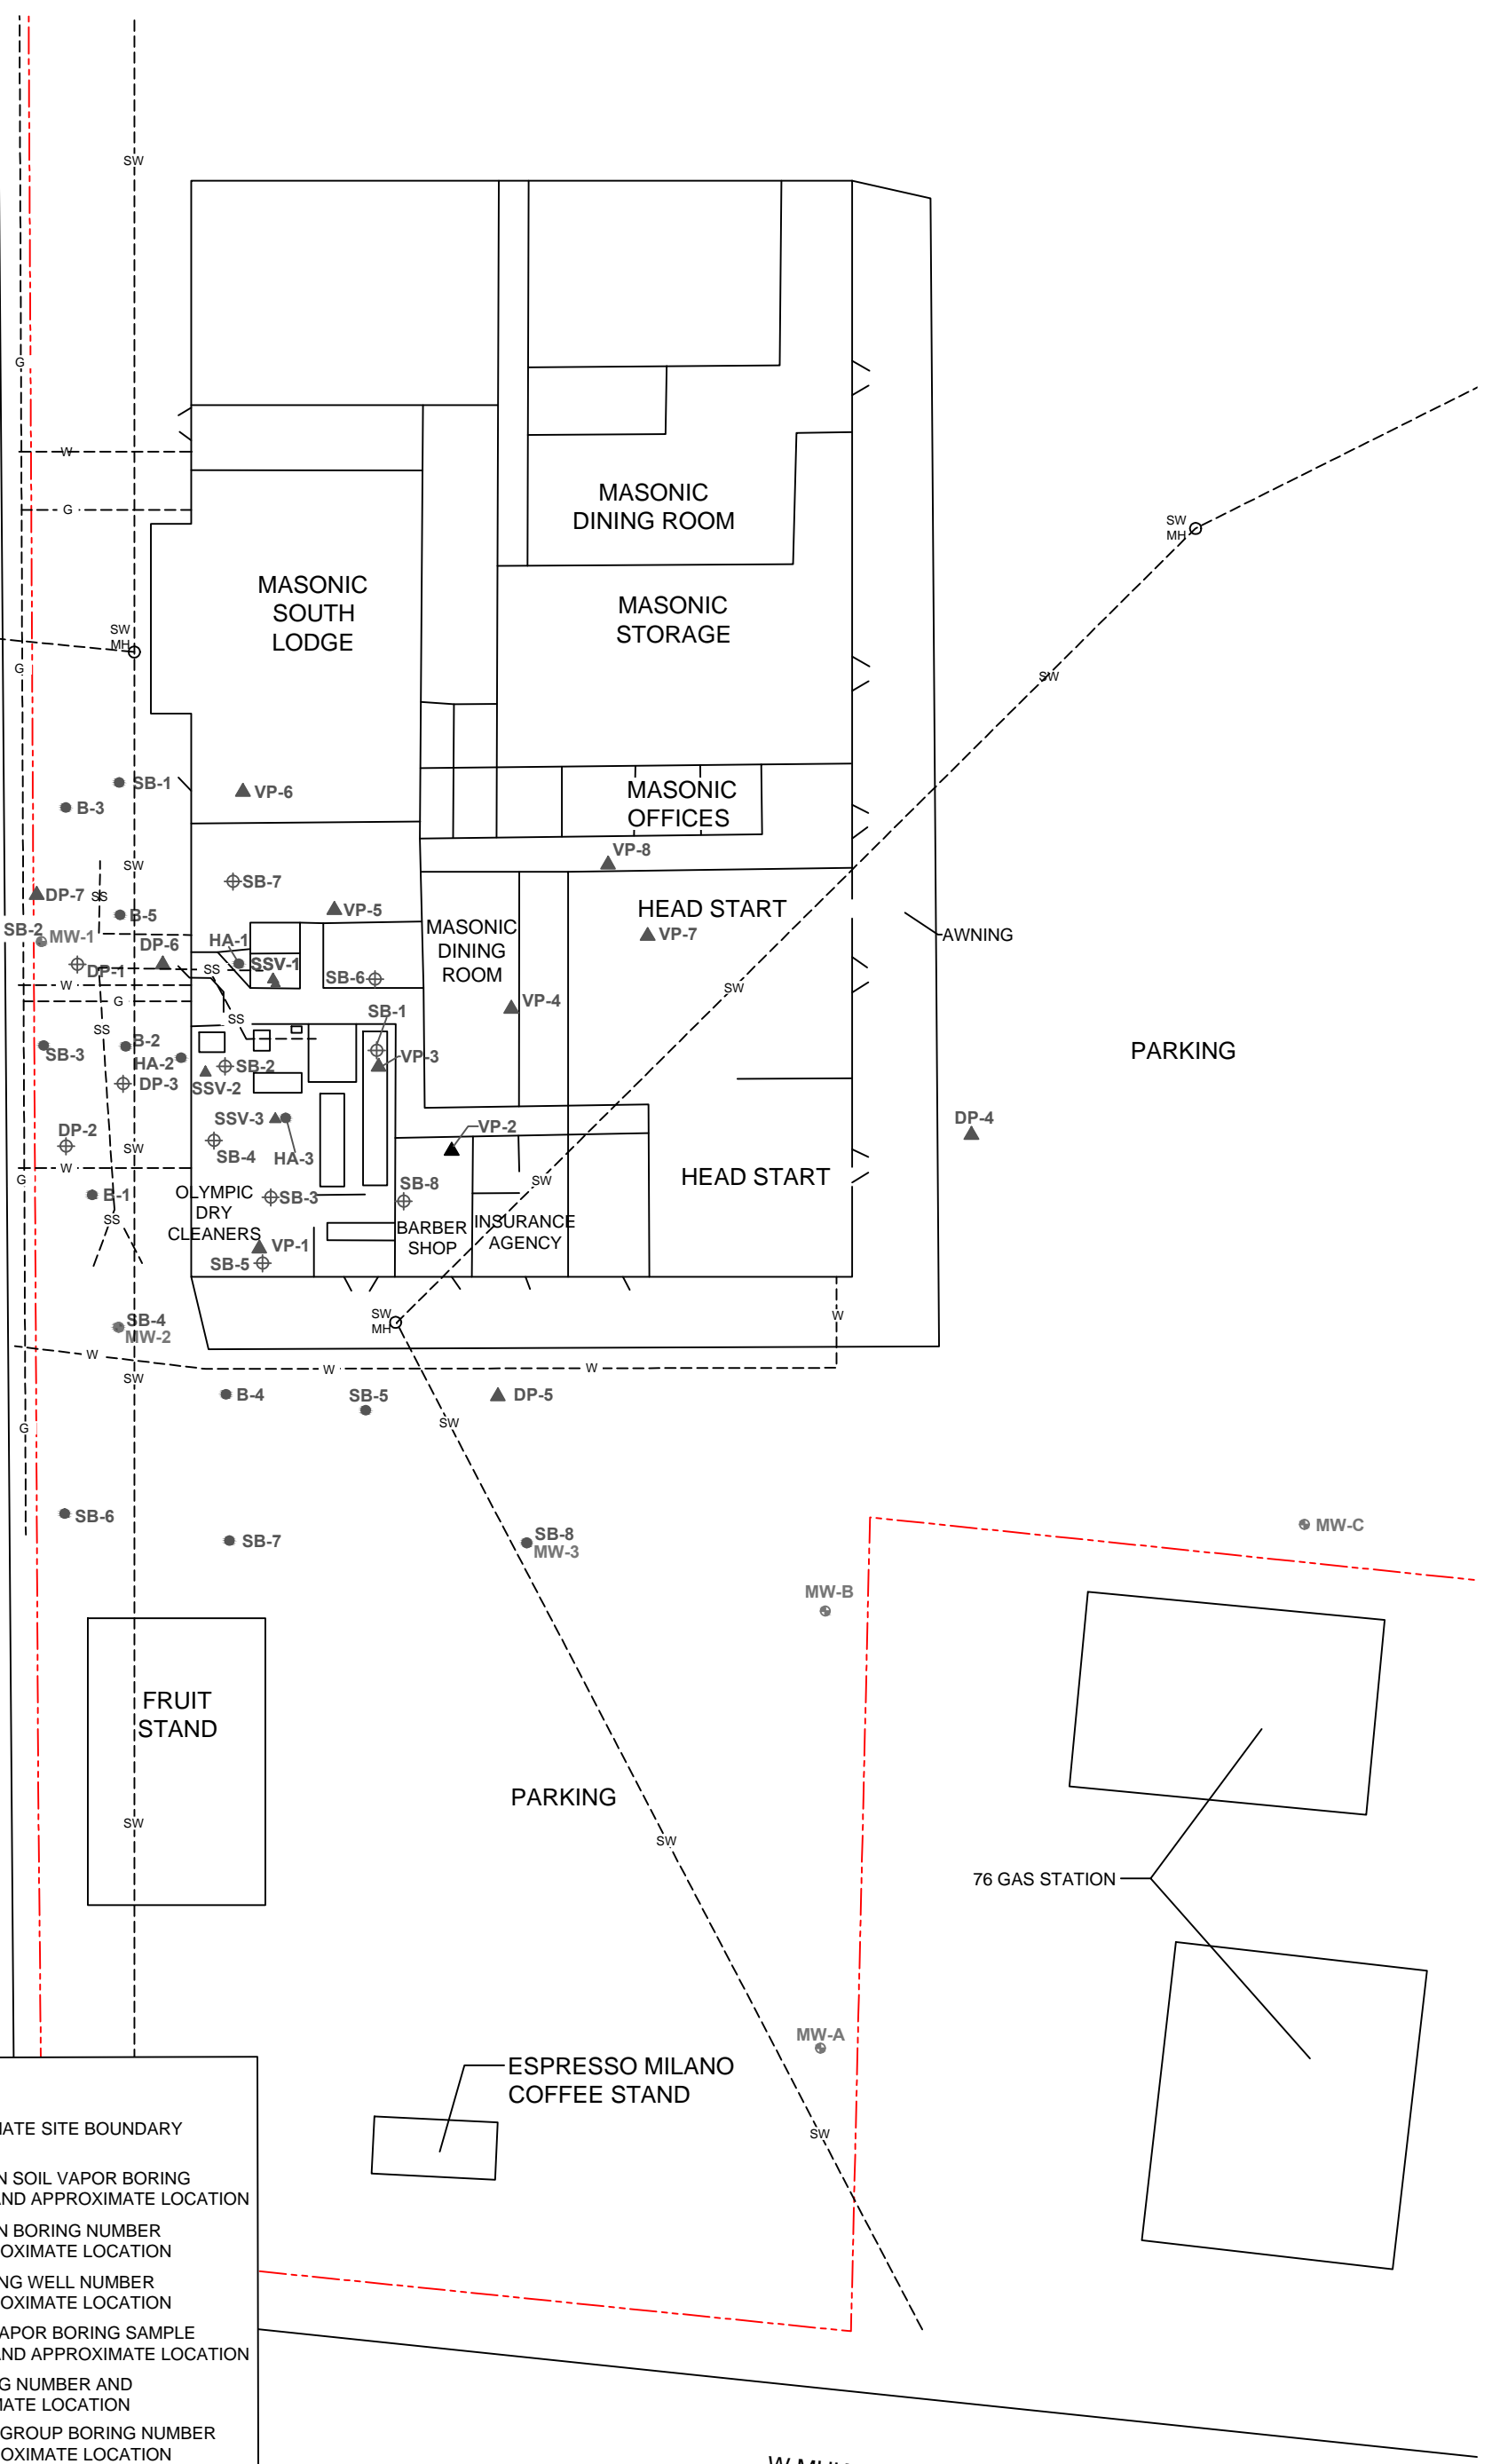 SW
G
MASONIC
DINING ROOM
W
G
SW
MH
MASONIC
SOUTH
LODGE
MASONIC
STORAGE
SW
MH
G
SW
SB-1
B-3
VP-6
MASONIC
OFFICES
VP-8
SW
SB-7
DP-7
SS
B-5
VP-5
HEAD START
SB-2
MW-1
DP-6
HA-1
MASONIC
DINING
ROOM
VP-7
AWNING
DP-1
SS
SSV-1
SB-6
W
SW
G
VP-4
SB-1
SS
SS
SB-3
B-2
HA-2
SB-2
VP-3
PARKING
DP-3
SSV-2
SSV-3
DP-4
DP-2
VP-2
SW
SB-4
HA-3
W
G
HEAD START
SW
B-1
OLYMPIC
DRY
CLEANERS
SB-3
SB-8
SS
BARBER
SHOP
INSURANCE
AGENCY
VP-1
SB-5
SW
MH
W
SB-4
MW-2
W
W
W
SW
B-4
SB-5
DP-5
G
SW
SB-6
SB-7
SB-8
MW-3
MW-C
MW-B
FRUIT
STAND
PARKING
SW
SW
76 GAS STATION
MW-A
ESPRESSO MILANO
COFFEE STAND
SW
MATE SITE BOUNDARY
N SOIL VAPOR BORING
AND APPROXIMATE LOCATION
N BORING NUMBER
OXIMATE LOCATION
NG WELL NUMBER
OXIMATE LOCATION
APOR BORING SAMPLE
AND APPROXIMATE LOCATION
G NUMBER AND
MATE LOCATION
GROUP BORING NUMBER
OXIMATE LOCATION